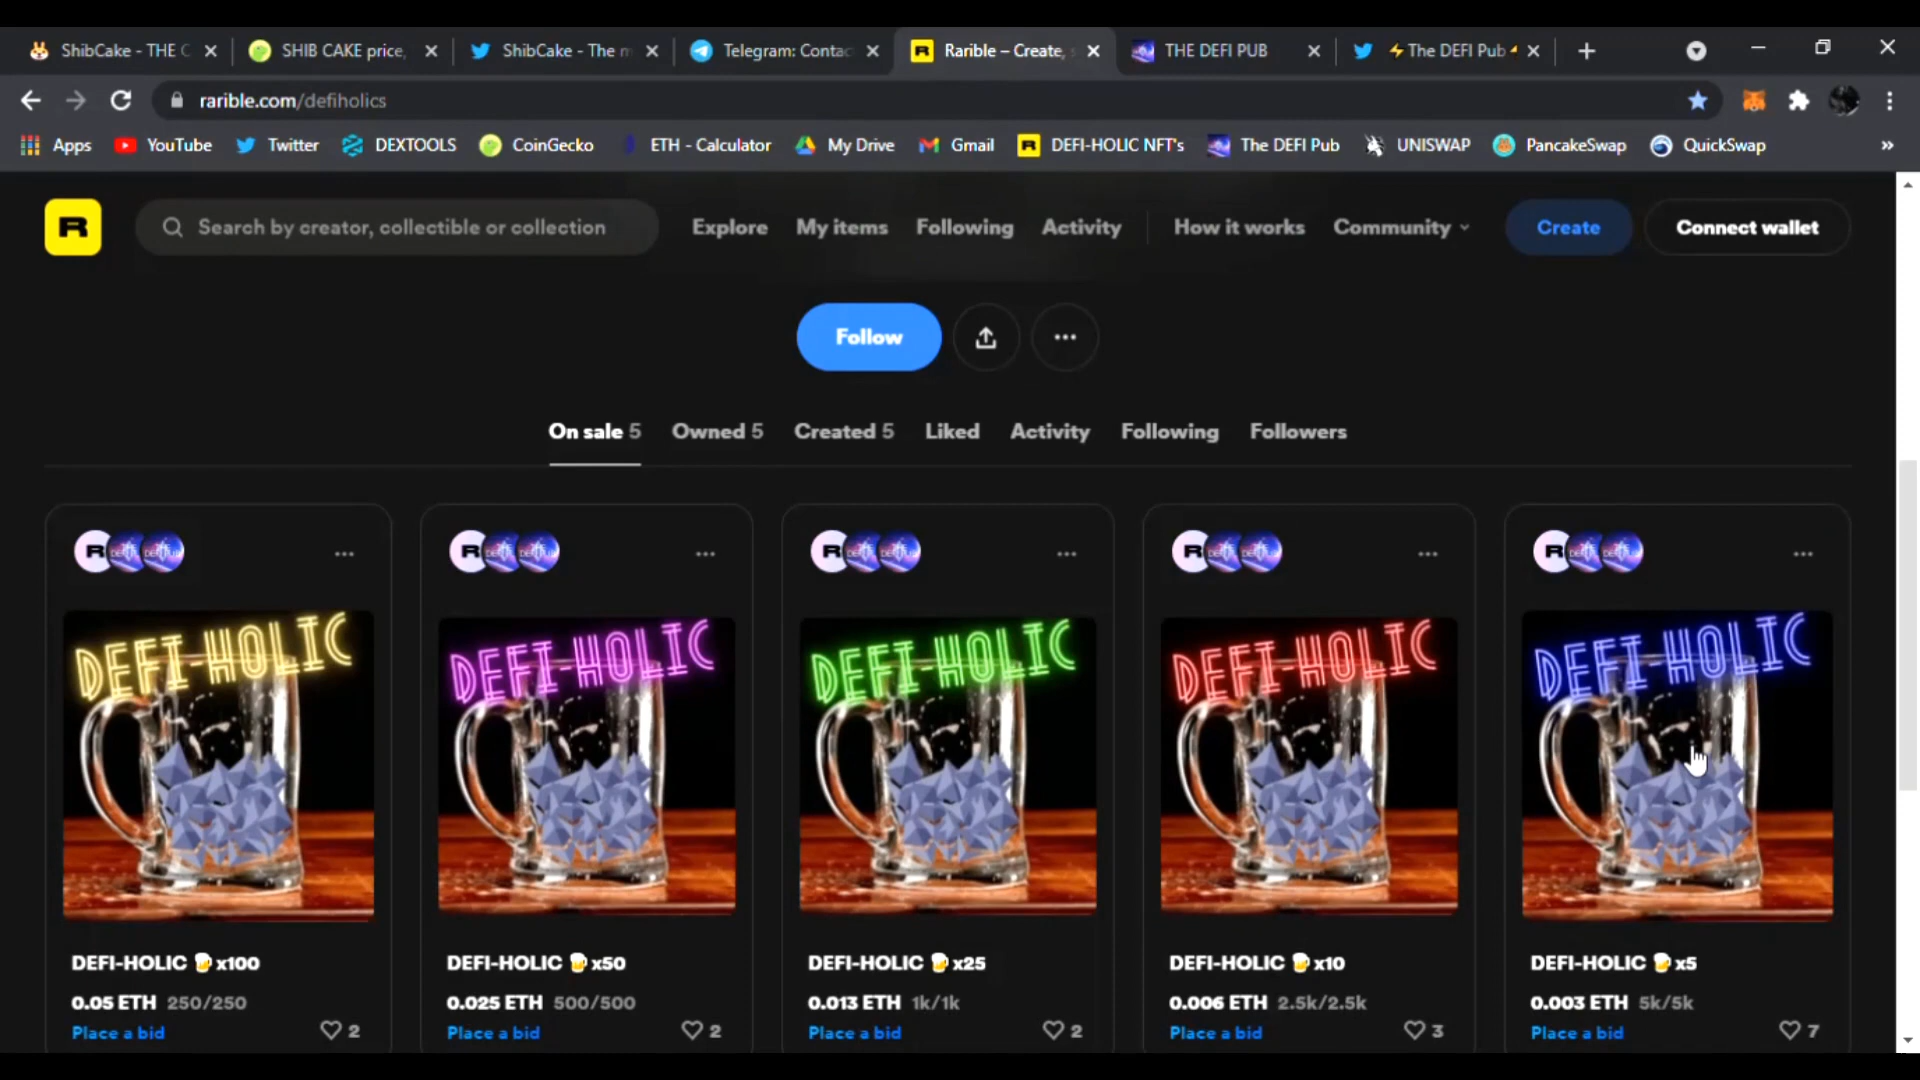 ShibCake - THE C
SHIB CAKE price,
ShibCake - The m
Telegram: Contac
Rarible – Create, s
THE DEFI PUB
⚡The DEFI Pub
rarible.com/defiholics
Apps YouTube Twitter DEXTOOLS CoinGecko ETH - Calculator My Drive Gmail DEFI-HOLIC NFT's The DEFI Pub UNISWAP PancakeSwap QuickSwap »
R Search by creator, collectible or collection Explore My items Following Activity How it works Community Create Connect wallet
Follow
On sale 5 Owned 5 Created 5 Liked Activity Following Followers
DEFI-HOLIC DEFI-HOLIC DEFI-HOLIC DEFI-HOLIC DEFI-HOLIC
DEFI-HOLIC 🍺x100 DEFI-HOLIC 🍺x50 DEFI-HOLIC 🍺x25 DEFI-HOLIC 🍺x10 DEFI-HOLIC 🍺x5
0.05 ETH 250/250 0.025 ETH 500/500 0.013 ETH 1k/1k 0.006 ETH 2.5k/2.5k 0.003 ETH 5k/5k
Place a bid 2 Place a bid 2 Place a bid 2 Place a bid 3 Place a bid 7